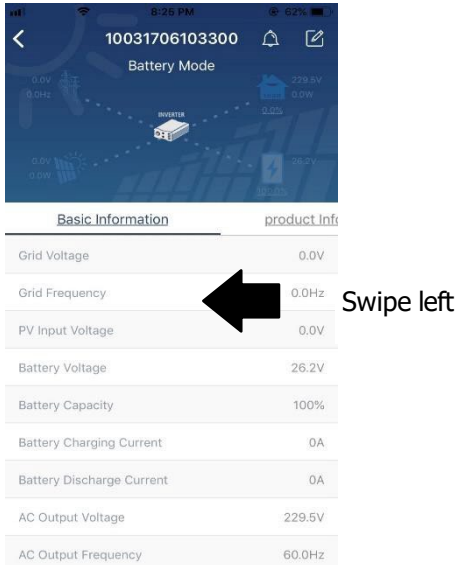 8:25 PM
62%
10031706103300
Battery Mode
0.0V
0.0Hz
229.5V
0.0W
0.0%
INVERTER
0.0V
0.0W
26.2V
100.0%
Basic Information
product Info
Grid Voltage 0.0V
Grid Frequency 0.0Hz
Swipe left
PV Input Voltage 0.0V
Battery Voltage 26.2V
Battery Capacity 100%
Battery Charging Current 0A
Battery Discharge Current 0A
AC Output Voltage 229.5V
AC Output Frequency 60.0Hz